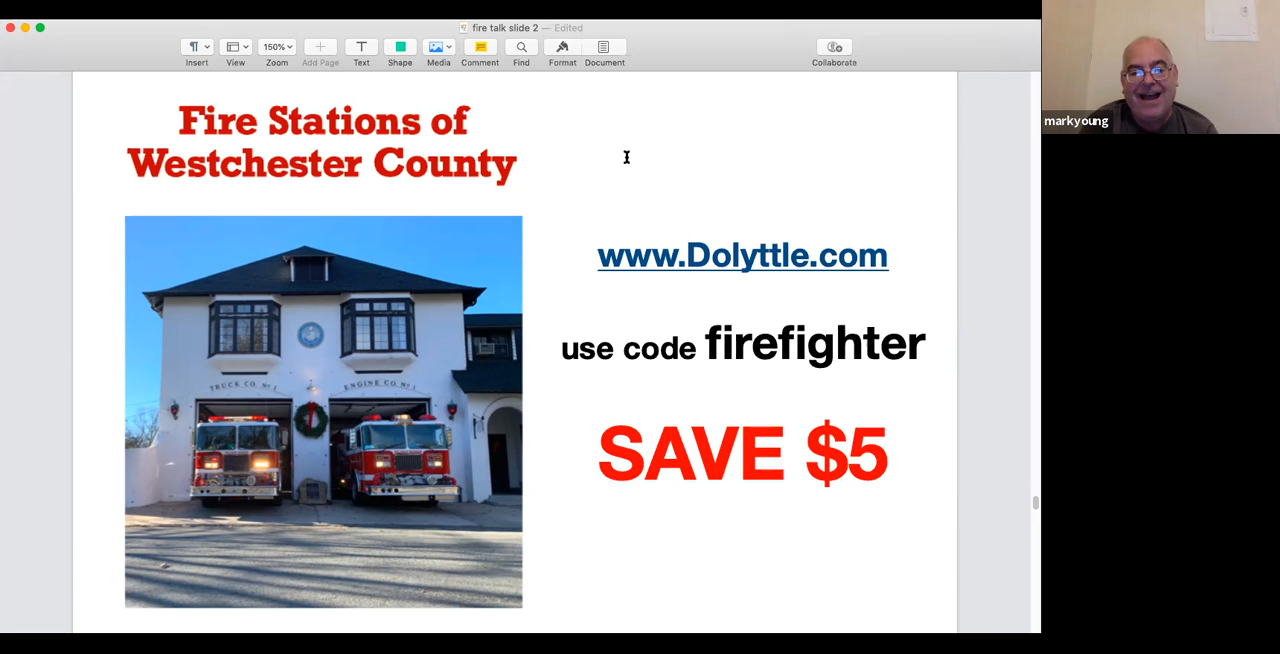 fire talk slide 2 — Edited
150%
Insert
View
Zoom
Add Page
Text
Shape
Media
Comment
Find
Format
Document
Collaborate
markyoung
Fire Stations of
Westchester County
TRUCK CO. Nº 1
ENGINE CO. Nº 1
www.Dolyttle.com
use code firefighter
SAVE $5